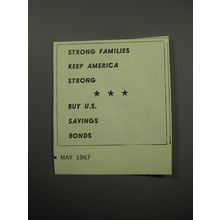 STRONG FAMILIES
KEEP AMERICA
STRONG
★ ★ ★
BUY U.S.
SAVINGS
BONDS
• MAY 1967